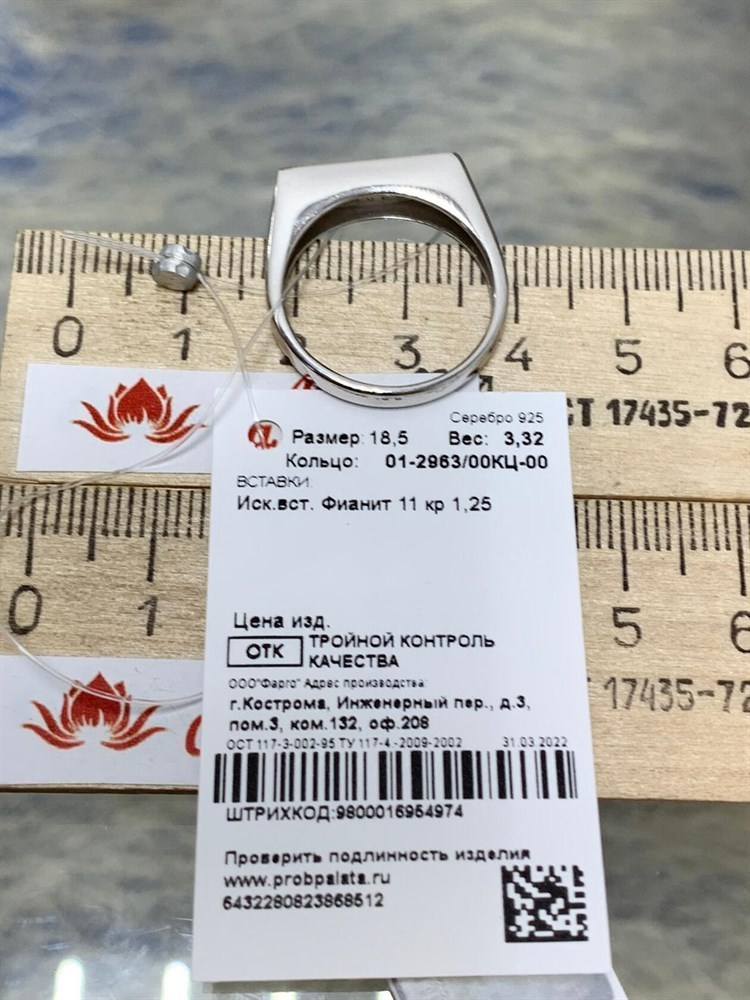 0 1 2 3 4 5 6
СТ 17435-72
Серебро 925
Размер: 18,5 Вес: 3,32
Кольцо: 01-2963/00КЦ-00
ВСТАВКИ:
Иск.вст. Фианит 11 кр 1,25
0 1 5 6
17435-72
Цена изд.
ОТК
ТРОЙНОЙ КОНТРОЛЬ
КАЧЕСТВА
ООО"Фарго" Адрес производства:
г.Кострома, Инженерный пер., д.3,
пом.3, ком.132, оф.208
ОСТ 117-3-002-95 ТУ 117-4-2009-2002 31.03.2022
ШТРИХКОД:9800016954974
Проверить подлинность изделия
www.probpalata.ru
6432280823868512